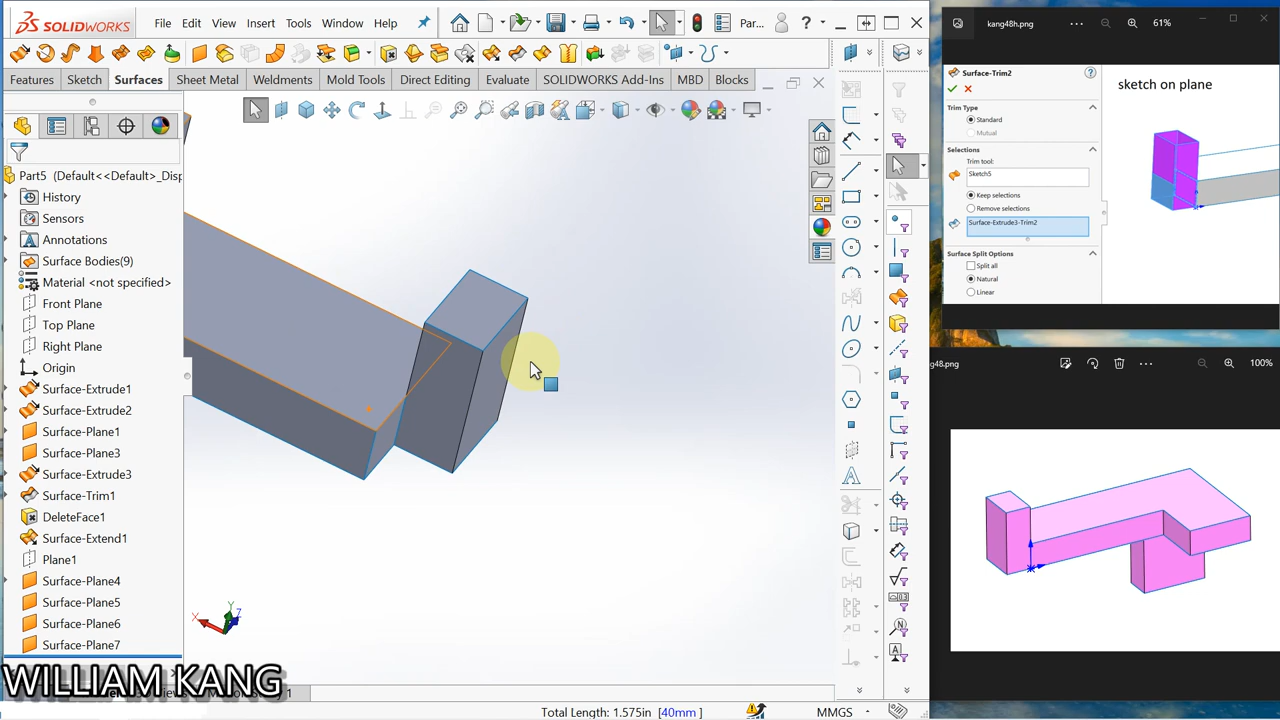 SOLIDWORKS File Edit View Insert Tools Window Help Par... ?
Features Sketch Surfaces Sheet Metal Weldments Mold Tools Direct Editing Evaluate SOLIDWORKS Add-Ins MBD Blocks
Part5 (Default<<Default>_Disp
History
Sensors
Annotations
Surface Bodies(9)
Material <not specified>
Front Plane
Top Plane
Right Plane
Origin
Surface-Extrude1
Surface-Extrude2
Surface-Plane1
Surface-Plane3
Surface-Extrude3
Surface-Trim1
DeleteFace1
Surface-Extend1
Plane1
Surface-Plane4
Surface-Plane5
Surface-Plane6
Surface-Plane7
X Y Z
WILLIAM KANG
1
Total Length: 1.575in [40mm ] MMGS
kang48h.png 61%
Surface-Trim2
sketch on plane
Trim Type
Standard
Mutual
Selections
Trim tool:
Sketch5
Keep selections
Remove selections
Surface-Extrude3-Trim2
Surface Split Options
Split all
Natural
Linear
g48.png 100%